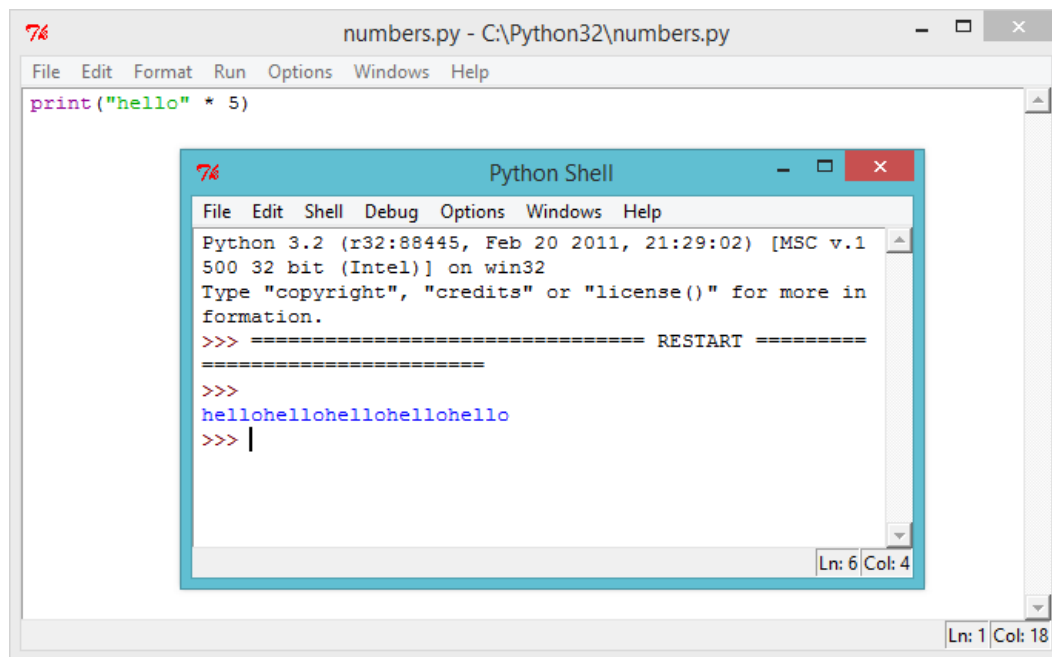 numbers.py - C:\Python32\numbers.py
File Edit Format Run Options Windows Help
print("hello" * 5)
Python Shell
File Edit Shell Debug Options Windows Help
Python 3.2 (r32:88445, Feb 20 2011, 21:29:02) [MSC v.1
500 32 bit (Intel)] on win32
Type "copyright", "credits" or "license()" for more in
formation.
>>> ================================ RESTART =========
=======================
>>>
hellohellohellohellohello
>>>
Ln: 6 Col: 4
Ln: 1 Col: 18